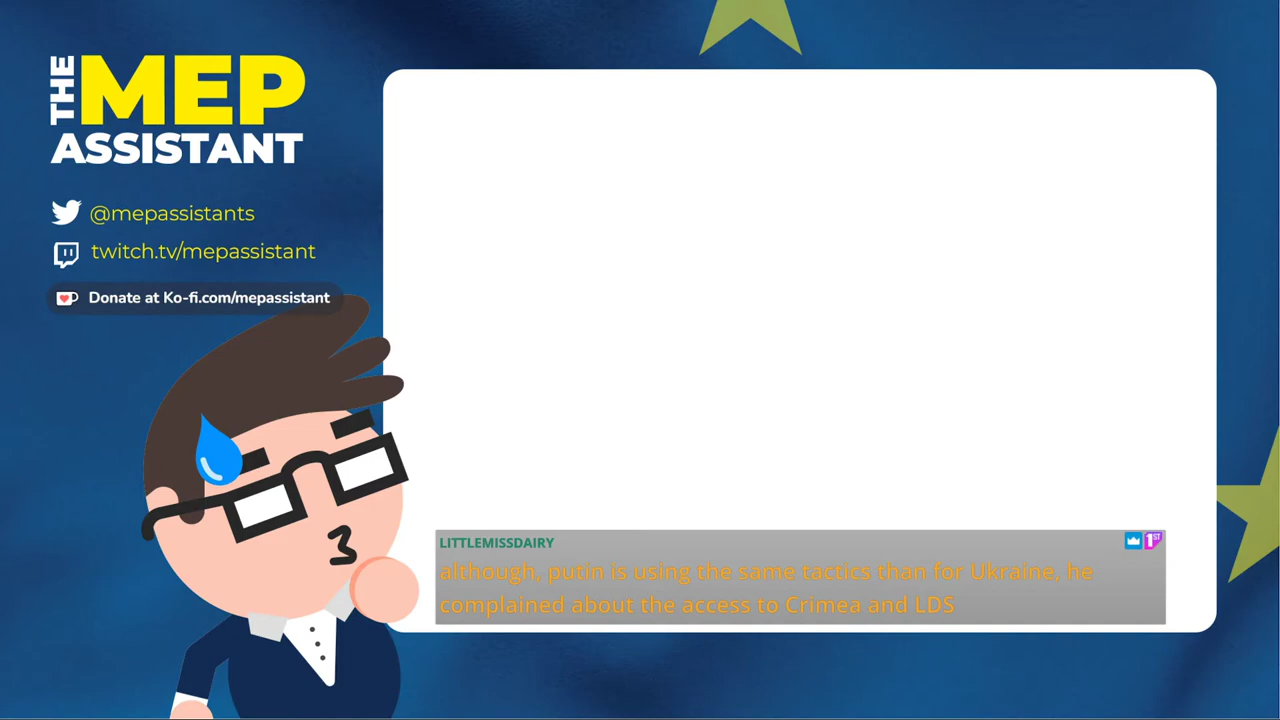 THE MEP
ASSISTANT
@mepassistants
twitch.tv/mepassistant
Donate at Ko-fi.com/mepassistant
LITTLEMISSDAIRY
1ST
although, putin is using the same tactics than for Ukraine, he
complained about the access to Crimea and LDS